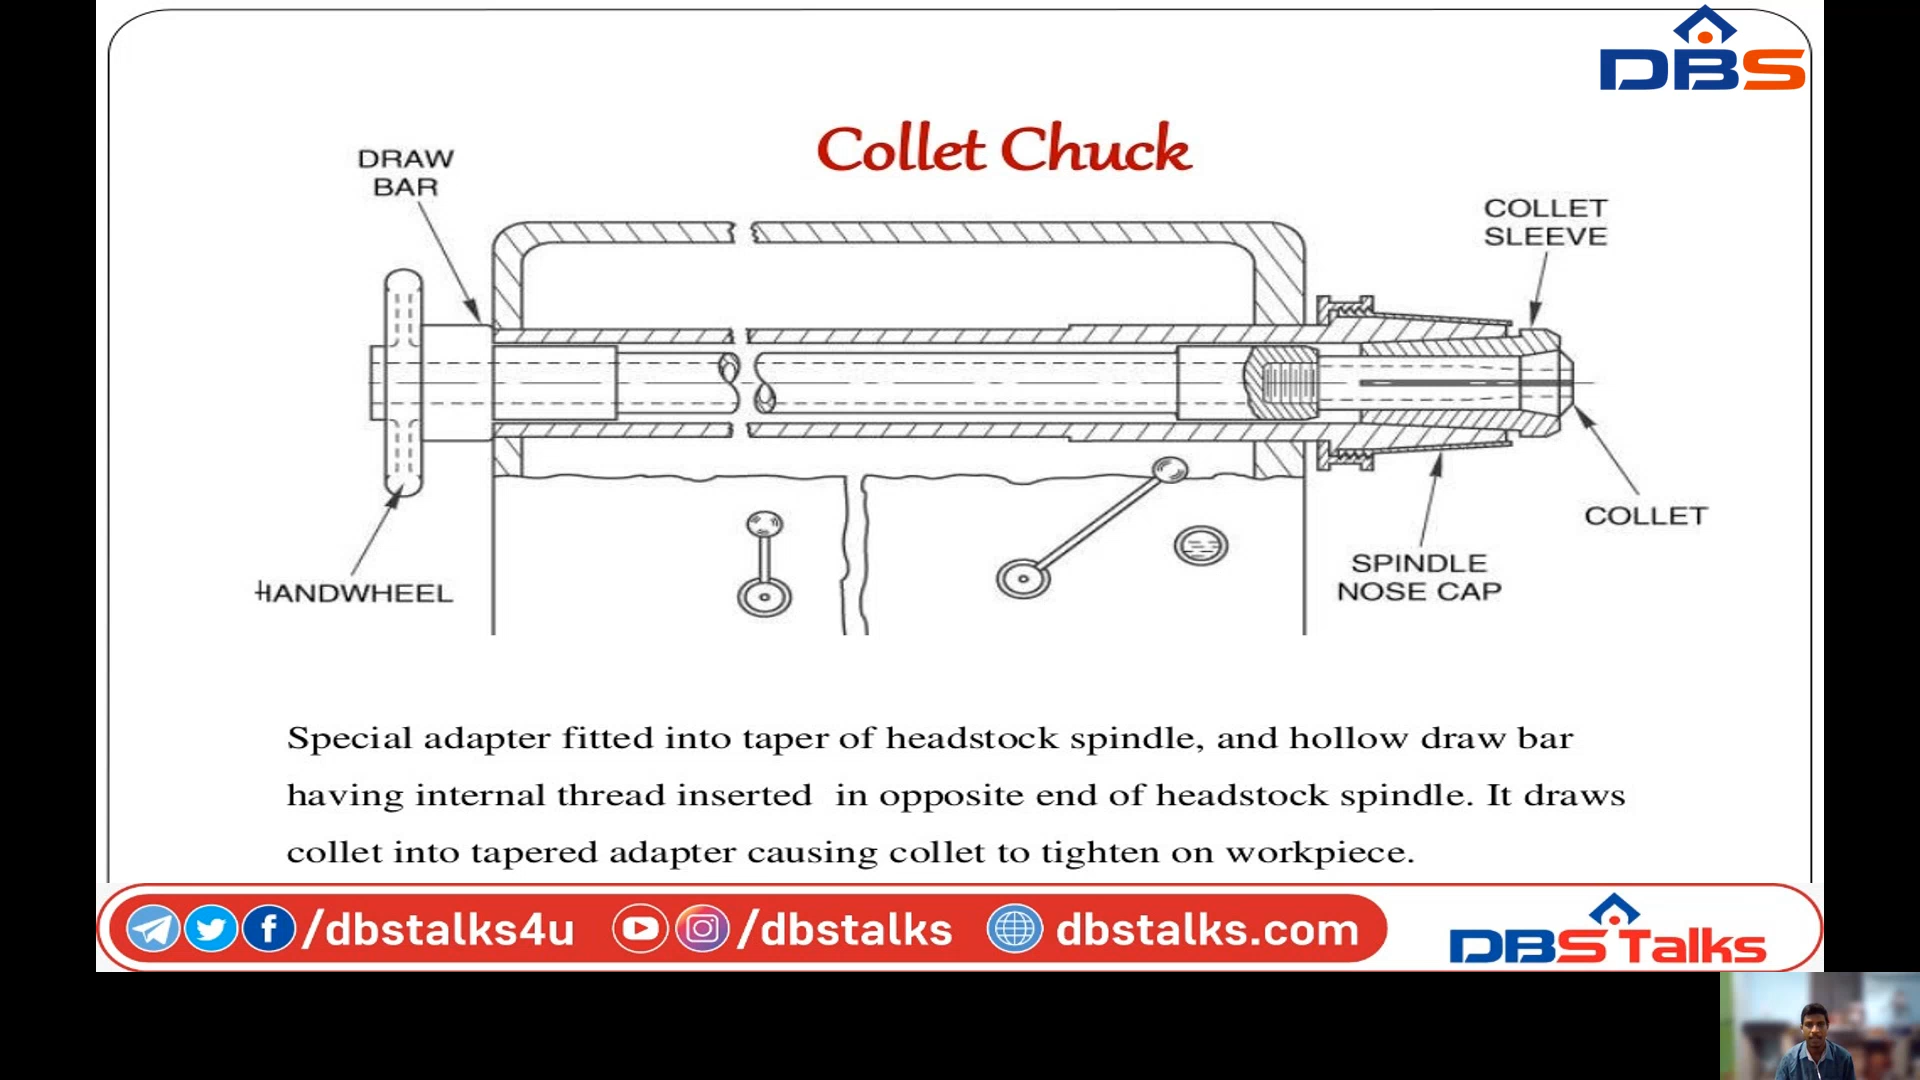 DBS
Collet Chuck
DRAW
BAR
COLLET
SLEEVE
COLLET
SPINDLE
NOSE CAP
HANDWHEEL
Special adapter fitted into taper of headstock spindle, and hollow draw bar
having internal thread inserted in opposite end of headstock spindle. It draws
collet into tapered adapter causing collet to tighten on workpiece.
/dbstalks4u /dbstalks dbstalks.com
DBS Talks